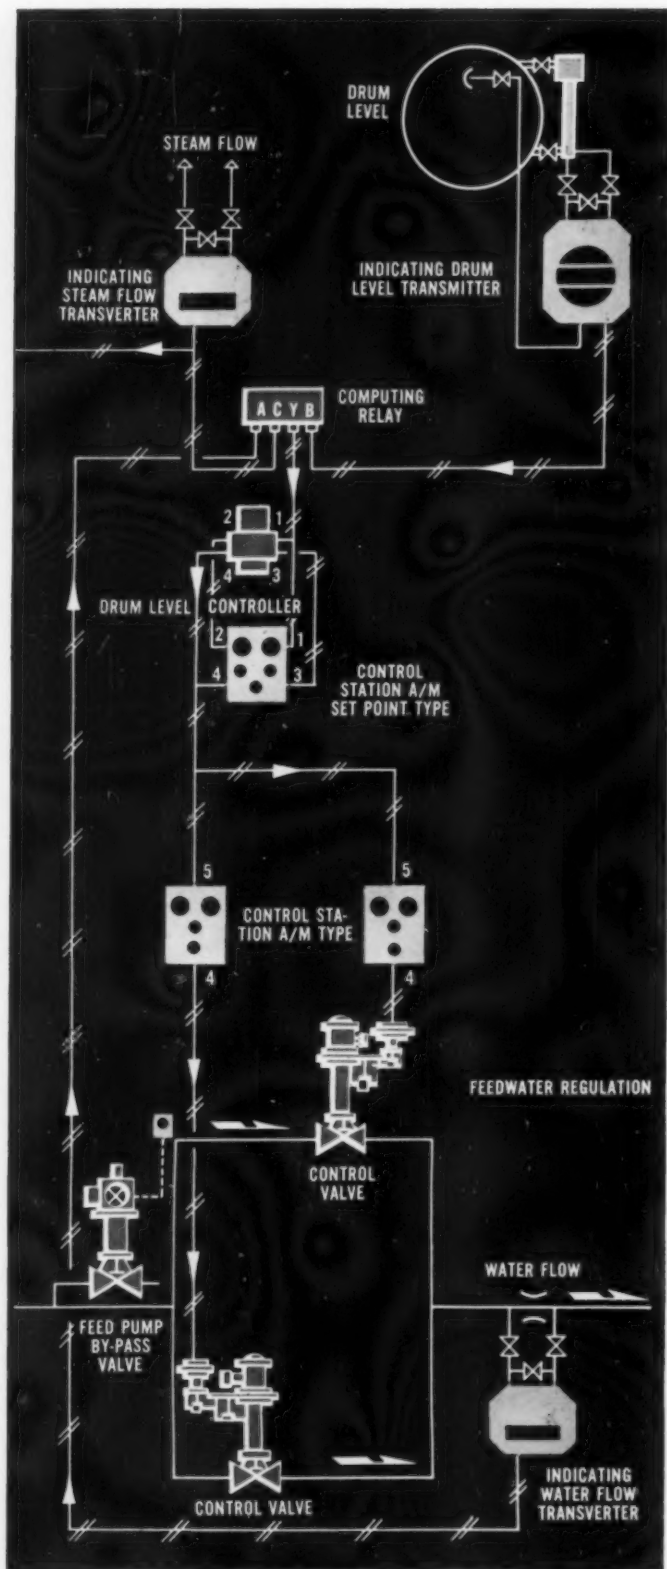 DRUM
LEVEL
STEAM FLOW
INDICATING
STEAM FLOW
TRANSVERTER
INDICATING DRUM
LEVEL TRANSMITTER
A C Y B
COMPUTING
RELAY
2 1
4 3
DRUM LEVEL CONTROLLER
2 1
4 3
CONTROL
STATION A/M
SET POINT TYPE
5 5
CONTROL STA-
TION A/M TYPE
4 4
FEEDWATER REGULATION
CONTROL
VALVE
WATER FLOW
FEED PUMP
BY-PASS
VALVE
CONTROL VALVE
INDICATING
WATER FLOW
TRANSVERTER